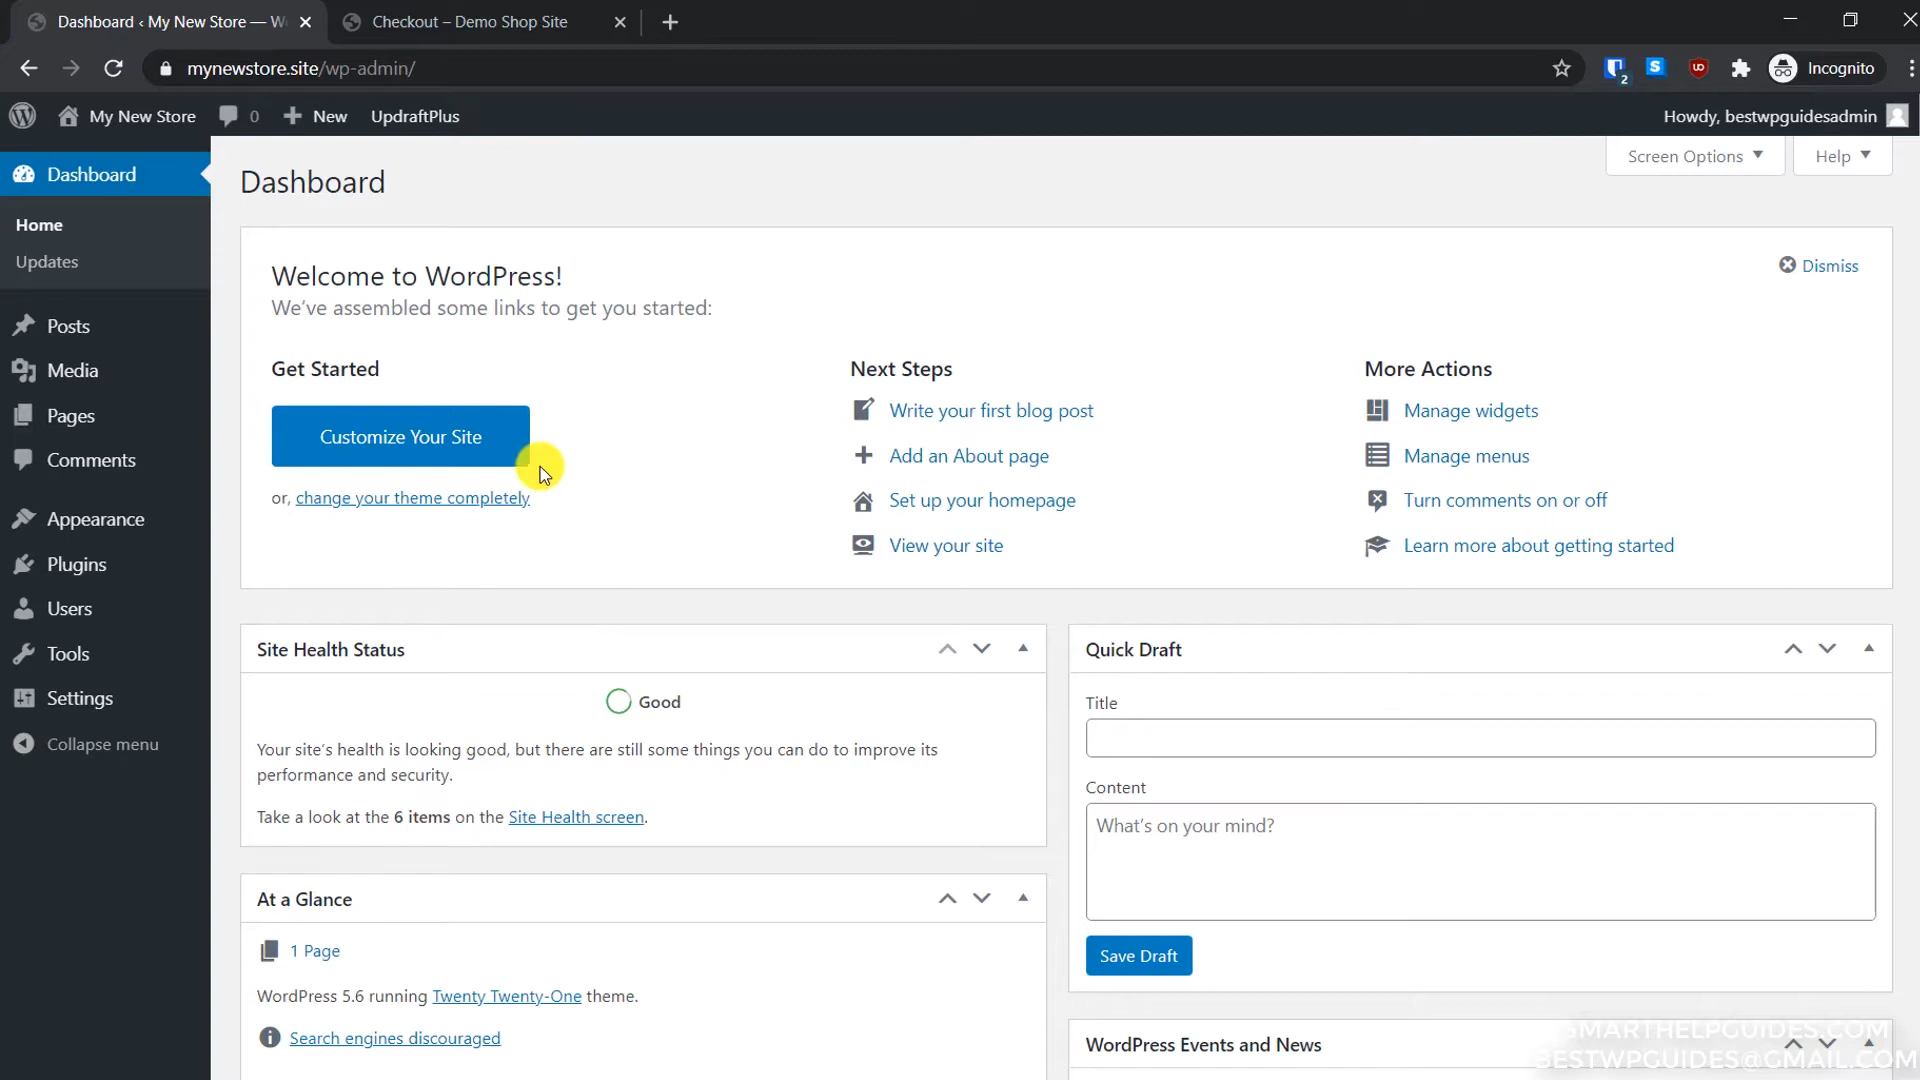 Dashboard ‹ My New Store — W
Checkout – Demo Shop Site
mynewstore.site/wp-admin/
2
S
Incognito
My New Store
0
New
UpdraftPlus
Howdy, bestwpguidesadmin
Dashboard
Home
Updates
Posts
Media
Pages
Comments
Appearance
Plugins
Users
Tools
Settings
Collapse menu
Screen Options
Help
Dashboard
Welcome to WordPress!
We've assembled some links to get you started:
Dismiss
Get Started
Customize Your Site
or, change your theme completely
Next Steps
Write your first blog post
Add an About page
Set up your homepage
View your site
More Actions
Manage widgets
Manage menus
Turn comments on or off
Learn more about getting started
Site Health Status
Good
Your site's health is looking good, but there are still some things you can do to improve its
performance and security.
Take a look at the 6 items on the Site Health screen.
At a Glance
1 Page
WordPress 5.6 running Twenty Twenty-One theme.
Search engines discouraged
Quick Draft
Title
Content
What's on your mind?
Save Draft
WordPress Events and News
SMARTHELPGUIDES.COM
BESTWPGUIDES@GMAIL.COM